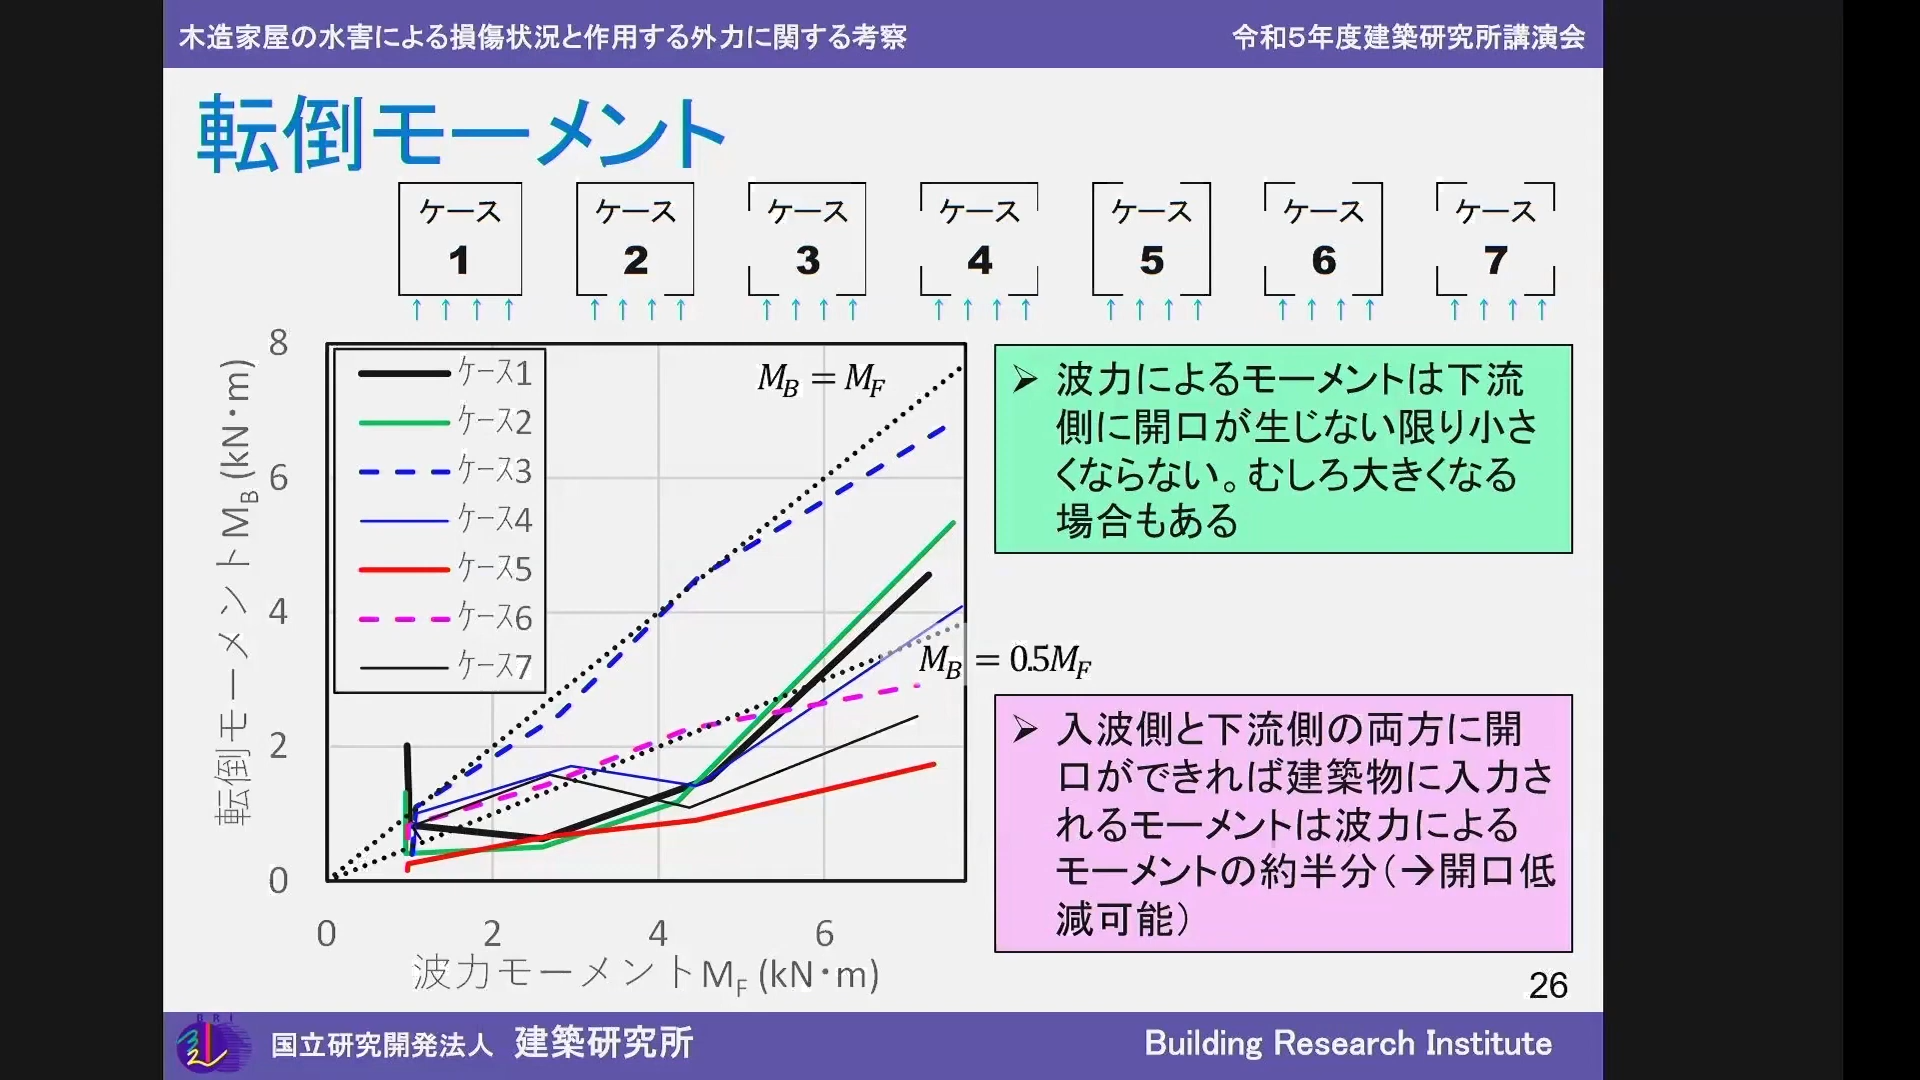 木造家屋の水害による損傷状況と作用する外力に関する考察
令和5年度建築研究所講演会
転倒モーメント
ケース
1
ケース
2
ケース
3
ケース
4
ケース
5
ケース
6
ケース
7
↑ ↑ ↑ ↑
↑ ↑ ↑ ↑
↑ ↑ ↑ ↑
↑ ↑ ↑ ↑
↑ ↑ ↑ ↑
↑ ↑ ↑ ↑
↑ ↑ ↑ ↑
転倒モーメントMB (kN・m)
8
6
4
2
0
ケース1
ケース2
ケース3
ケース4
ケース5
ケース6
ケース7
MB = MF
MB = 0.5MF
0
2
4
6
波力モーメントMF (kN・m)
➢ 波力によるモーメントは下流
側に開口が生じない限り小さ
くならない。むしろ大きくなる
場合もある
➢ 入波側と下流側の両方に開
口ができれば建築物に入力さ
れるモーメントは波力による
モーメントの約半分(→開口低
減可能)
26
BRI
国立研究開発法人 建築研究所
Building Research Institute